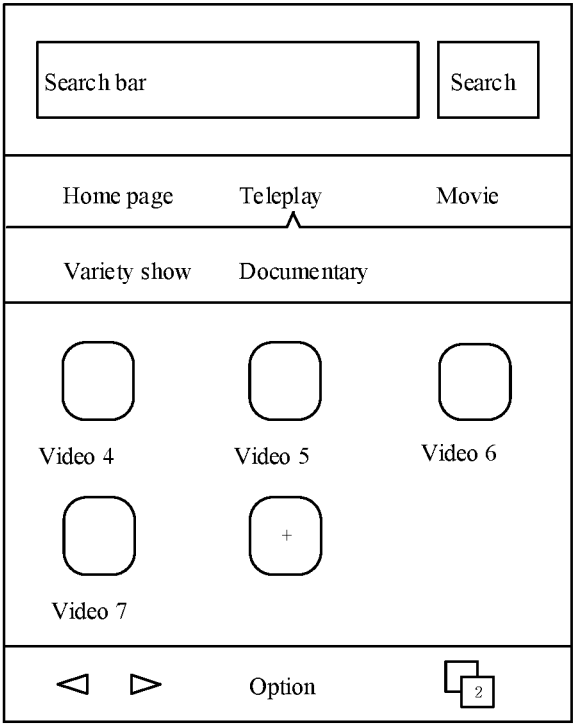 Search bar Search
Home page Teleplay Movie
Variety show Documentary
Video 4 Video 5 Video 6
+
Video 7
Option 2